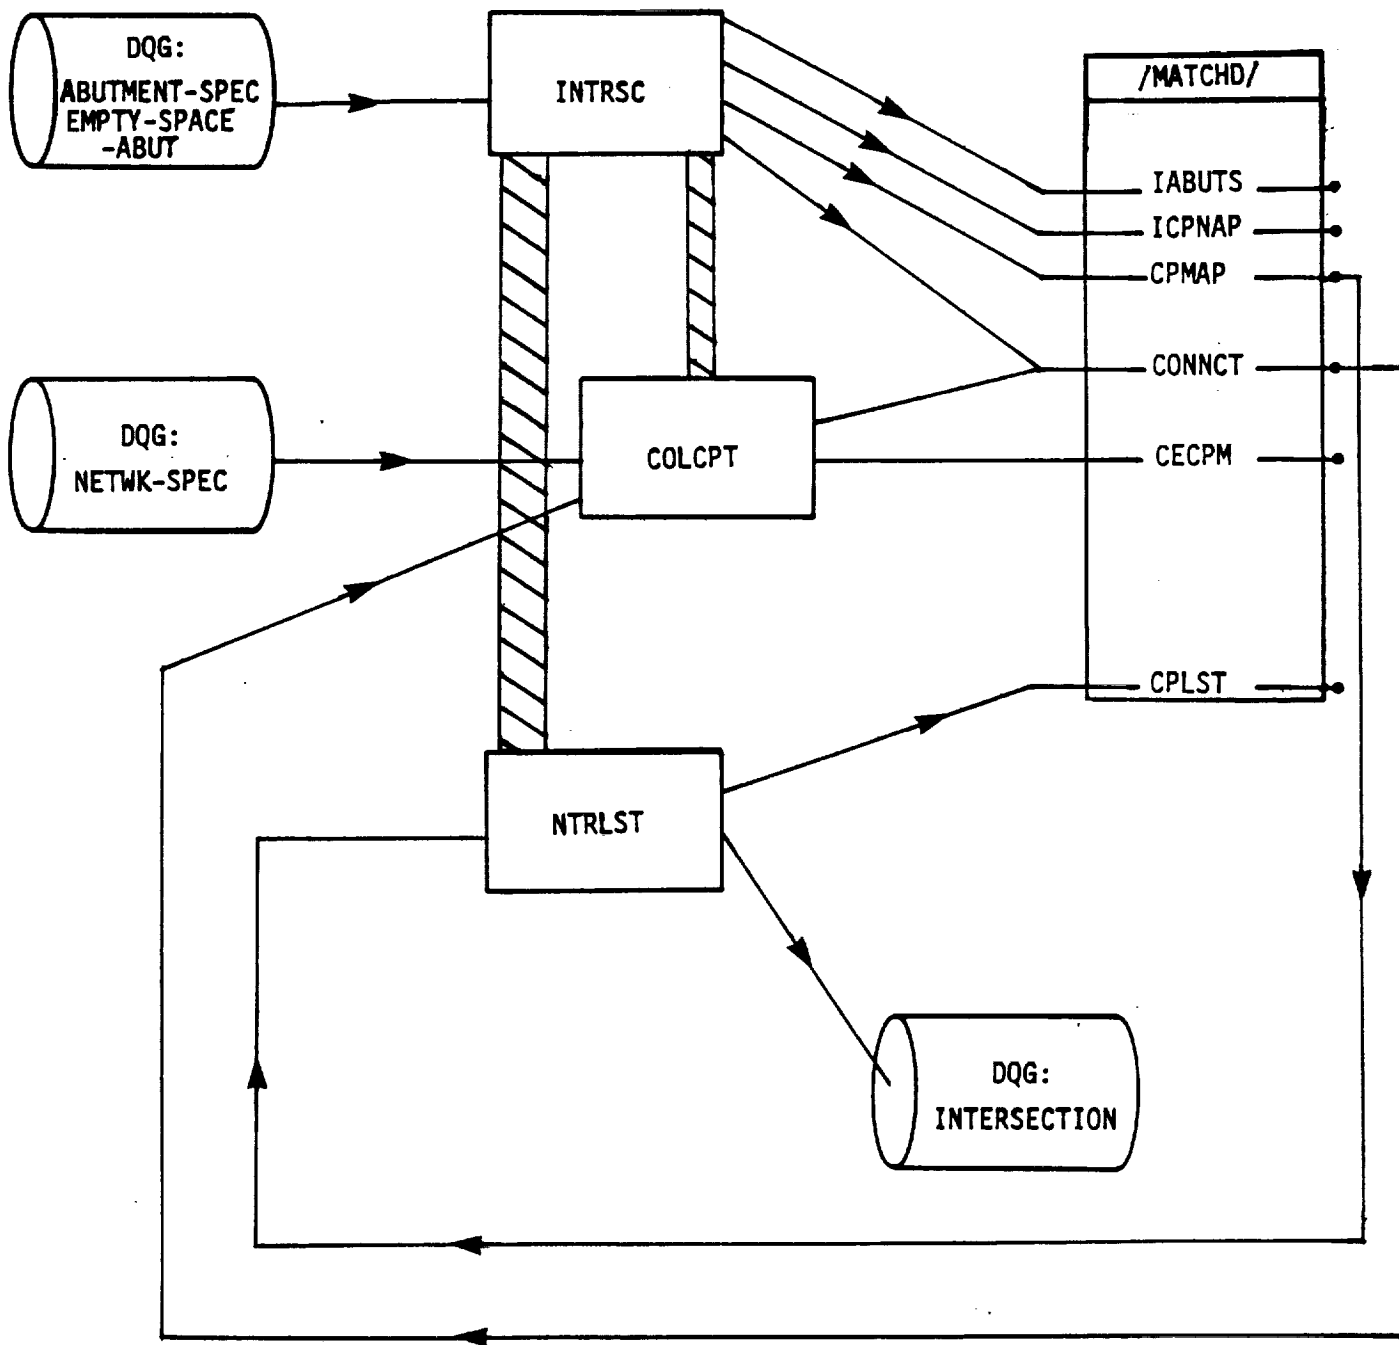 DQG:
ABUTMENT-SPEC
EMPTY-SPACE
-ABUT
INTRSC
/MATCHD/
IABUTS
ICPNAP
CPMAP
CONNCT
DQG:
NETWK-SPEC
COLCPT
CECPM
CPLST
NTRLST
DQG:
INTERSECTION